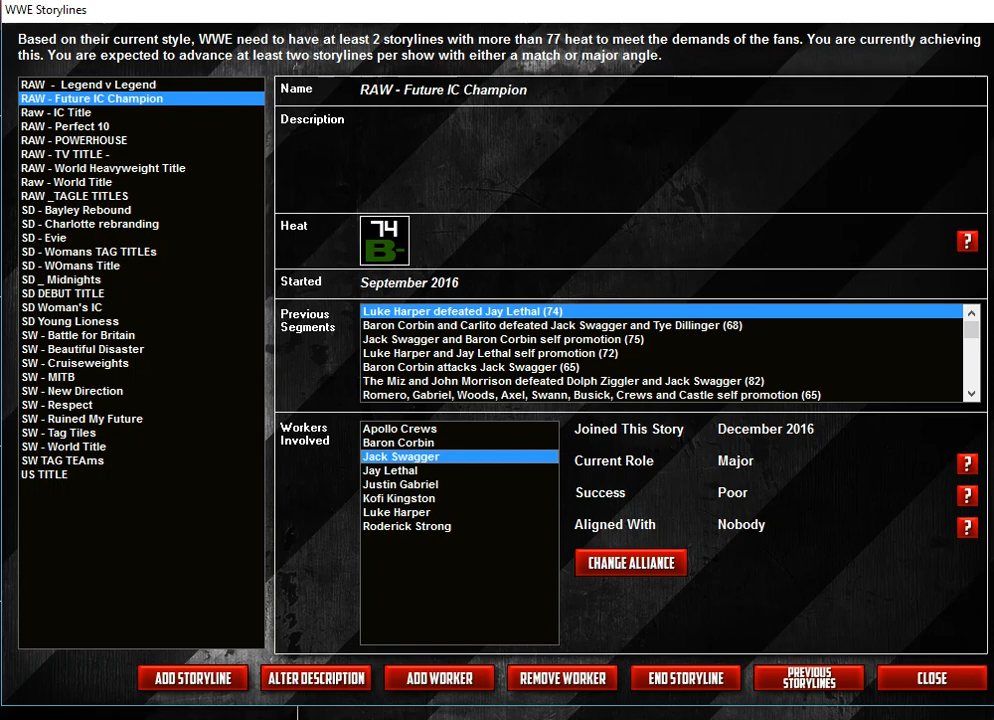 WWE Storylines
Based on their current style, WWE need to have at least 2 storylines with more than 77 heat to meet the demands of the fans. You are currently achieving
this. You are expected to advance at least two storylines per show with either a match or major angle.
RAW - Legend v Legend
RAW - Future IC Champion
Raw - IC Title
RAW - Perfect 10
RAW - POWERHOUSE
RAW - TV TITLE -
RAW - World Heavyweight Title
Raw - World Title
RAW _TAGLE TITLES
SD - Bayley Rebound
SD - Charlotte rebranding
SD - Evie
SD - Womans TAG TITLEs
SD - WOmans Title
SD _ Midnights
SD DEBUT TITLE
SD Woman's IC
SD Young Lioness
SW - Battle for Britain
SW - Beautiful Disaster
SW - Cruiseweights
SW - MITB
SW - New Direction
SW - Respect
SW - Ruined My Future
SW - Tag Tiles
SW - World Title
SW TAG TEAms
US TITLE
Name RAW - Future IC Champion
Description
Heat 74 B- ?
Started September 2016
Previous Segments
Luke Harper defeated Jay Lethal (74)
Baron Corbin and Carlito defeated Jack Swagger and Tye Dillinger (68)
Jack Swagger and Baron Corbin self promotion (75)
Luke Harper and Jay Lethal self promotion (72)
Baron Corbin attacks Jack Swagger (65)
The Miz and John Morrison defeated Dolph Ziggler and Jack Swagger (82)
Romero, Gabriel, Woods, Axel, Swann, Busick, Crews and Castle self promotion (65)
Workers Involved
Apollo Crews
Baron Corbin
Jack Swagger
Jay Lethal
Justin Gabriel
Kofi Kingston
Luke Harper
Roderick Strong
Joined This Story December 2016
Current Role Major ?
Success Poor ?
Aligned With Nobody ?
CHANGE ALLIANCE
ADD STORYLINE ALTER DESCRIPTION ADD WORKER REMOVE WORKER END STORYLINE PREVIOUS STORYLINES CLOSE